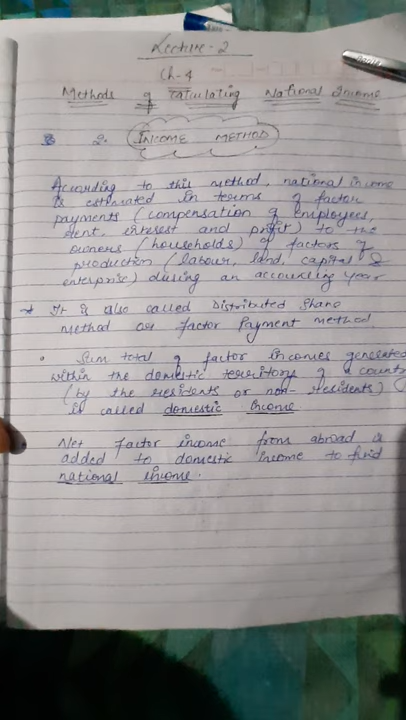 Lecture-2
Ch-4
Methods of calculating National Income
2. INCOME METHOD
According to this method, national income
is estimated in terms of factor
payments (compensation of employees,
rent, interest and profit) to the
owners (households) of factors of
production (labour, land, capital &
enterprise) during an accounting year
* It is also called Distributed Share
method or factor Payment method.
• Sum total of factor incomes generated
within the domestic territory of a country
(by the residents or non-residents)
is called domestic income
Net factor income from abroad is
added to domestic income to find
national income.